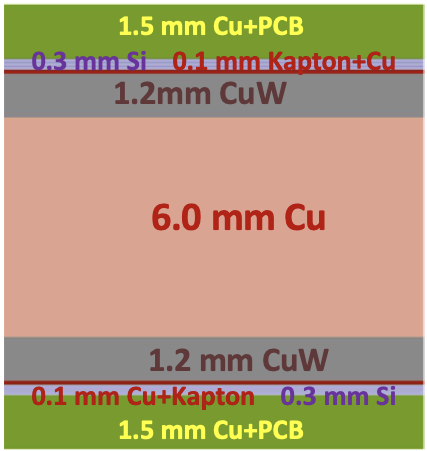 1.5 mm Cu+PCB
0.3 mm Si 0.1 mm Kapton+Cu
1.2mm CuW
6.0 mm Cu
1.2 mm CuW
0.1 mm Cu+Kapton 0.3 mm Si
1.5 mm Cu+PCB